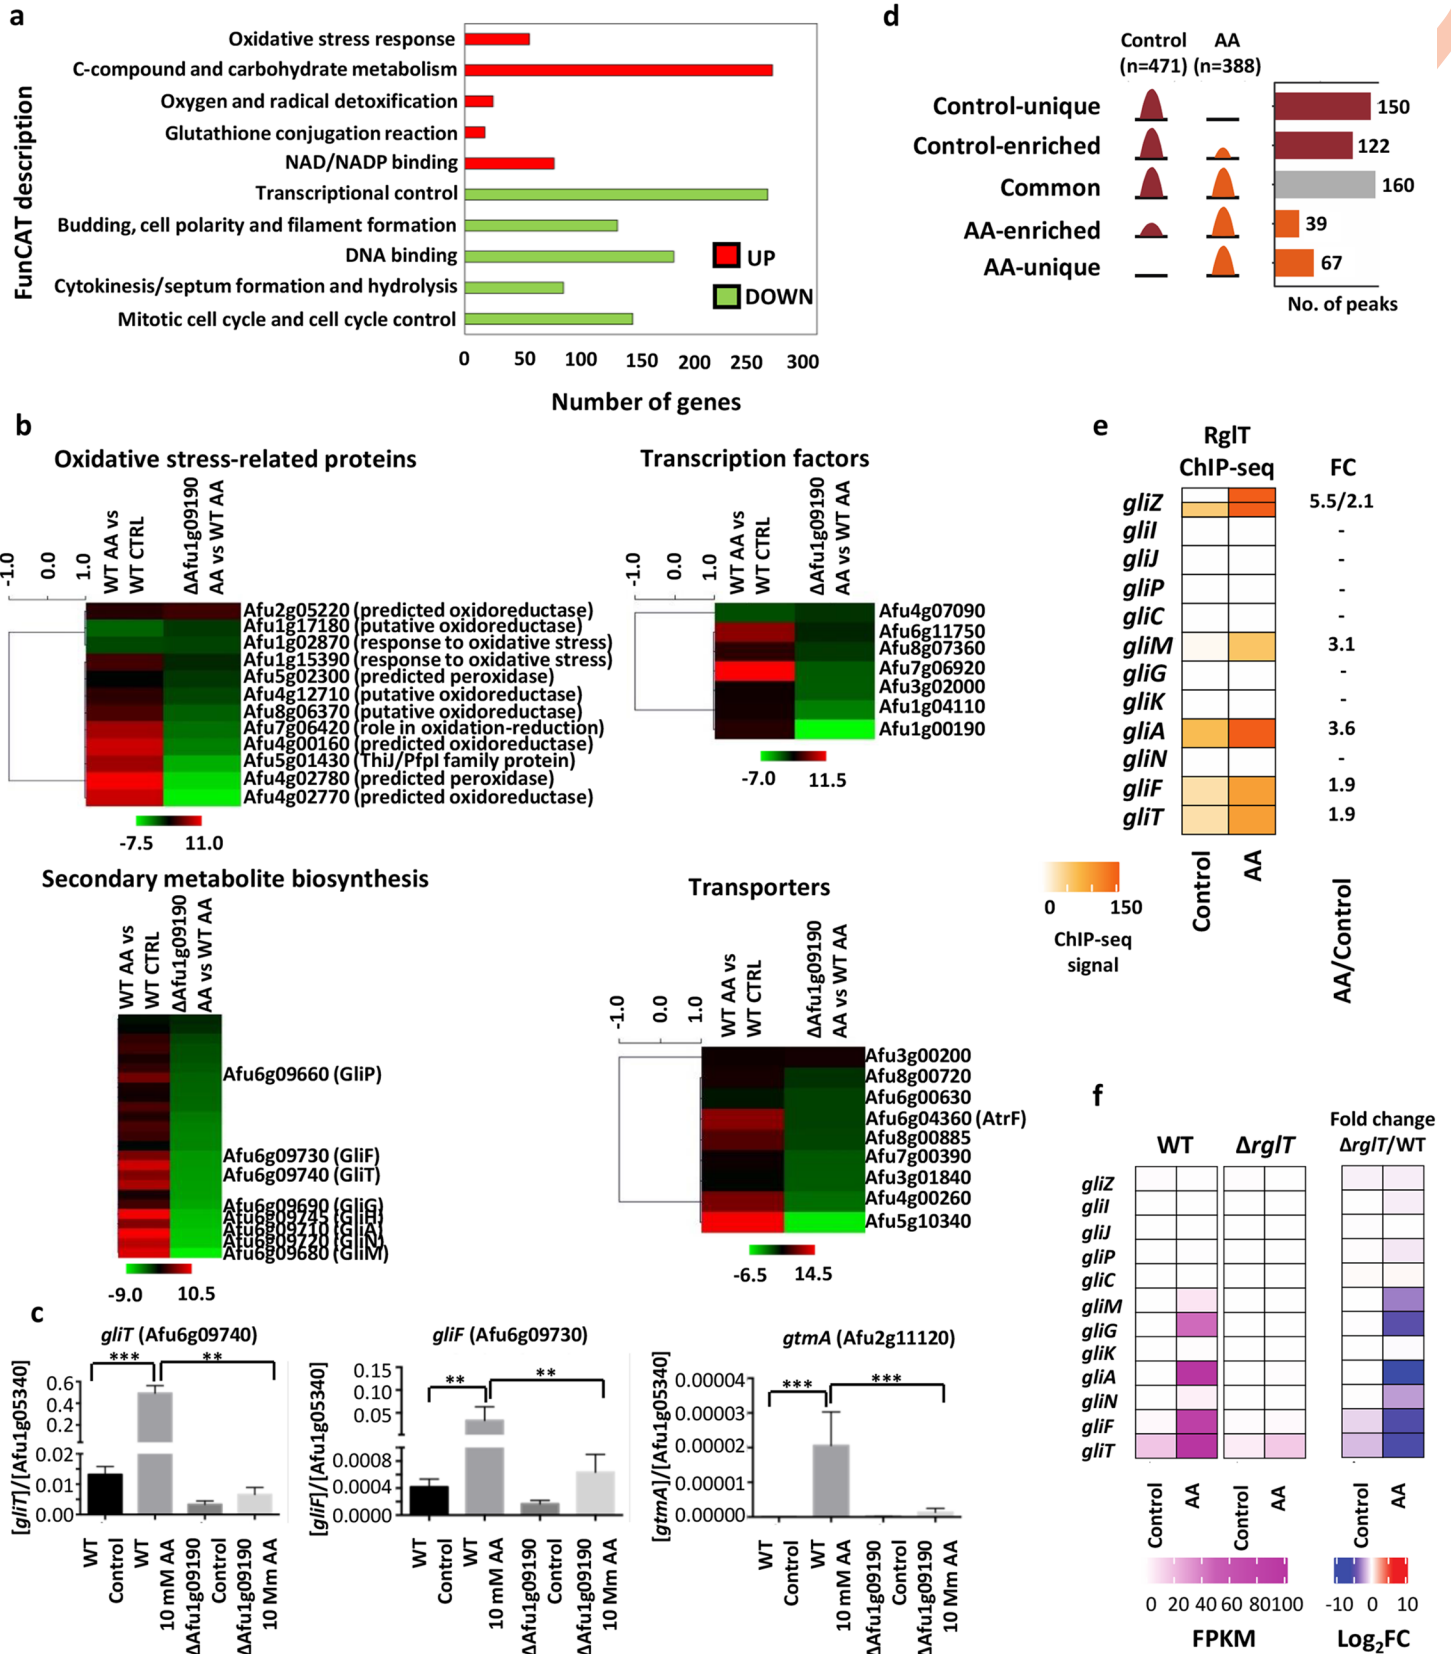 a
FunCAT description
Oxidative stress response
C-compound and carbohydrate metabolism
Oxygen and radical detoxification
Glutathione conjugation reaction
NAD/NADP binding
Transcriptional control
Budding, cell polarity and filament formation
DNA binding
Cytokinesis/septum formation and hydrolysis
Mitotic cell cycle and cell cycle control
UP
DOWN
0 50 100 150 200 250 300
Number of genes
d
Control AA
(n=471) (n=388)
Control-unique 150
Control-enriched 122
Common 160
AA-enriched 39
AA-unique 67
No. of peaks
b
Oxidative stress-related proteins
-1.0 0.0 1.0
WT AA vs
WT CTRL
ΔAfu1g09190
AA vs WT AA
Afu2g05220 (predicted oxidoreductase)
Afu1g17180 (putative oxidoreductase)
Afu1g02870 (response to oxidative stress)
Afu1g15390 (response to oxidative stress)
Afu5g02300 (predicted peroxidase)
Afu4g12710 (putative oxidoreductase)
Afu8g06370 (putative oxidoreductase)
Afu7g06420 (role in oxidation-reduction)
Afu4g00160 (predicted oxidoreductase)
Afu5g01430 (ThiJ/PfpI family protein)
Afu4g02780 (predicted peroxidase)
Afu4g02770 (predicted oxidoreductase)
-7.5 11.0
Transcription factors
-1.0 0.0 1.0
WT AA vs
WT CTRL
ΔAfu1g09190
AA vs WT AA
Afu4g07090
Afu6g11750
Afu8g07360
Afu7g06920
Afu3g02000
Afu1g04110
Afu1g00190
-7.0 11.5
Secondary metabolite biosynthesis
WT AA vs
WT CTRL
ΔAfu1g09190
AA vs WT AA
Afu6g09660 (GliP)
Afu6g09730 (GliF)
Afu6g09740 (GliT)
Afu6g09690 (GliG)
Afu6g09745 (GliH)
Afu6g09710 (GliA)
Afu6g09720 (GliN)
Afu6g09680 (GliM)
-9.0 10.5
Transporters
-1.0 0.0 1.0
WT AA vs
WT CTRL
ΔAfu1g09190
AA vs WT AA
Afu3g00200
Afu8g00720
Afu6g00630
Afu6g04360 (AtrF)
Afu8g00885
Afu7g00390
Afu3g01840
Afu4g00260
Afu5g10340
-6.5 14.5
e
RglT
ChIP-seq FC
gliZ 5.5/2.1
gliI -
gliJ -
gliP -
gliC -
gliM 3.1
gliG -
gliK -
gliA 3.6
gliN -
gliF 1.9
gliT 1.9
Control
AA
AA/Control
0 150
ChIP-seq
signal
c
gliT (Afu6g09740)
*** **
[gliT]/[Afu1g05340]
0.6
0.4
0.2
0.02
0.01
0.00
WT
Control
WT
10 mM AA
ΔAfu1g09190
Control
ΔAfu1g09190
10 Mm AA
gliF (Afu6g09730)
** **
[gliF]/[Afu1g05340]
0.15
0.10
0.05
0.0008
0.0004
0.0000
WT
Control
WT
10 mM AA
ΔAfu1g09190
Control
ΔAfu1g09190
10 Mm AA
gtmA (Afu2g11120)
*** ***
[gtmA]/[Afu1g05340]
0.00004
0.00003
0.00002
0.00001
0.00000
WT
Control
WT
10 mM AA
ΔAfu1g09190
Control
ΔAfu1g09190
10 Mm AA
f
Fold change
WT ΔrglT ΔrglT/WT
gliZ
gliI
gliJ
gliP
gliC
gliM
gliG
gliK
gliA
gliN
gliF
gliT
Control
AA
Control
AA
Control
AA
0 20 40 60 80 100
FPKM
-10 0 10
Log2FC